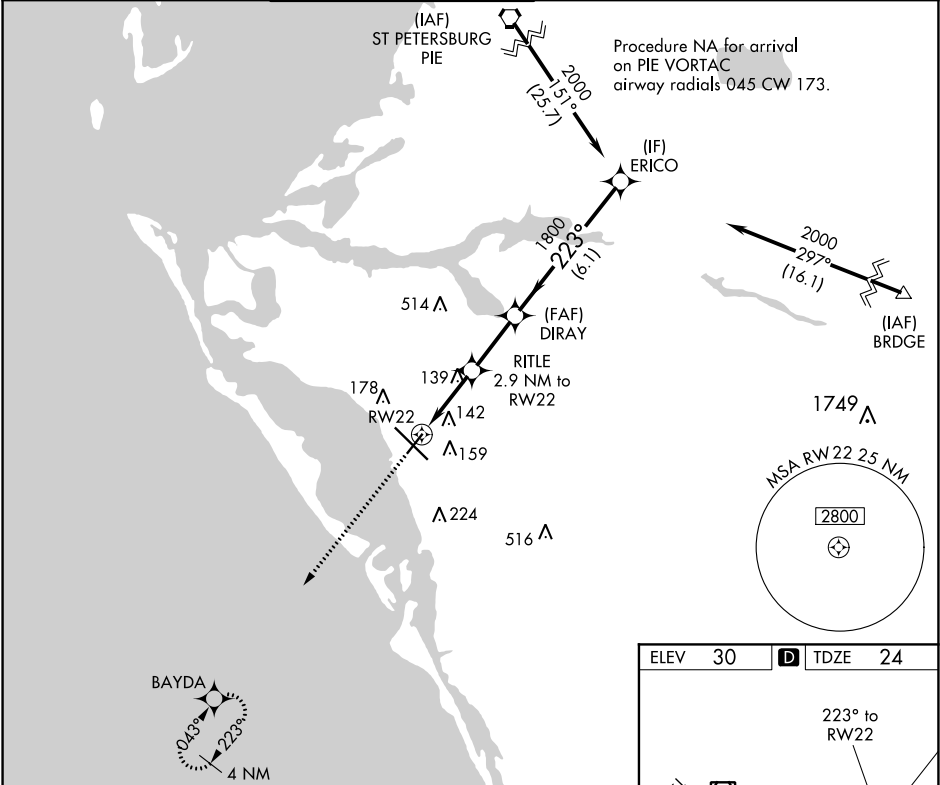 (IAF)
ST PETERSBURG
PIE
2000
151°
(25.7)
Procedure NA for arrival
on PIE VORTAC
airway radials 045 CW 173.
(IF)
ERICO
1800
223°
(6.1)
2000
297°
(16.1)
(IAF)
BRDGE
514
(FAF)
DIRAY
RITLE
2.9 NM to
RW22
139
178
RW22
142
159
224
516
1749
MSA RW 22 25 NM
2800
BAYDA
043°
223°
4 NM
ELEV 30 D TDZE 24
223° to
RW22